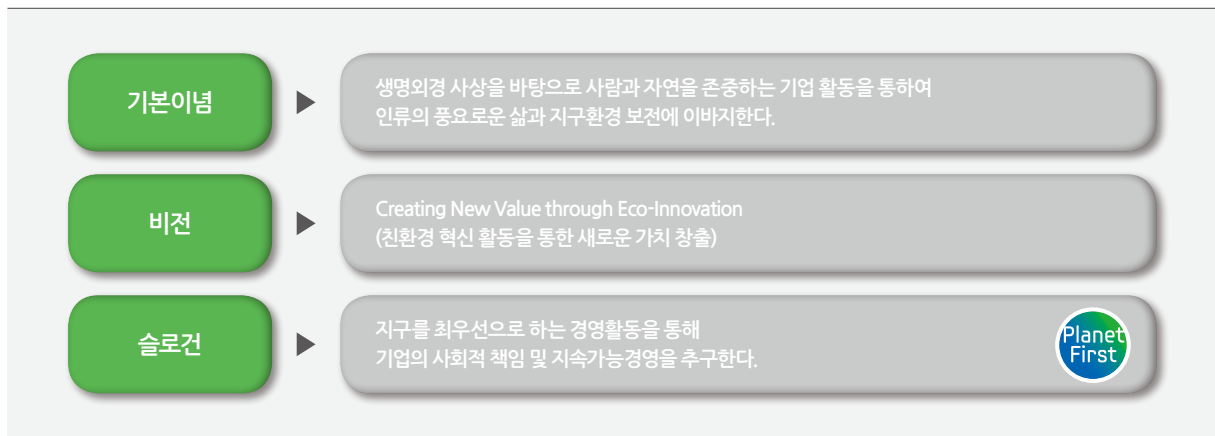 기본이념
생명외경 사상을 바탕으로 사람과 자연을 존중하는 기업 활동을 통하여
인류의 풍요로운 삶과 지구환경 보전에 이바지한다.
비전
Creating New Value through Eco-Innovation
(친환경 혁신 활동을 통한 새로운 가치 창출)
슬로건
지구를 최우선으로 하는 경영활동을 통해
기업의 사회적 책임 및 지속가능경영을 추구한다.
Planet
First